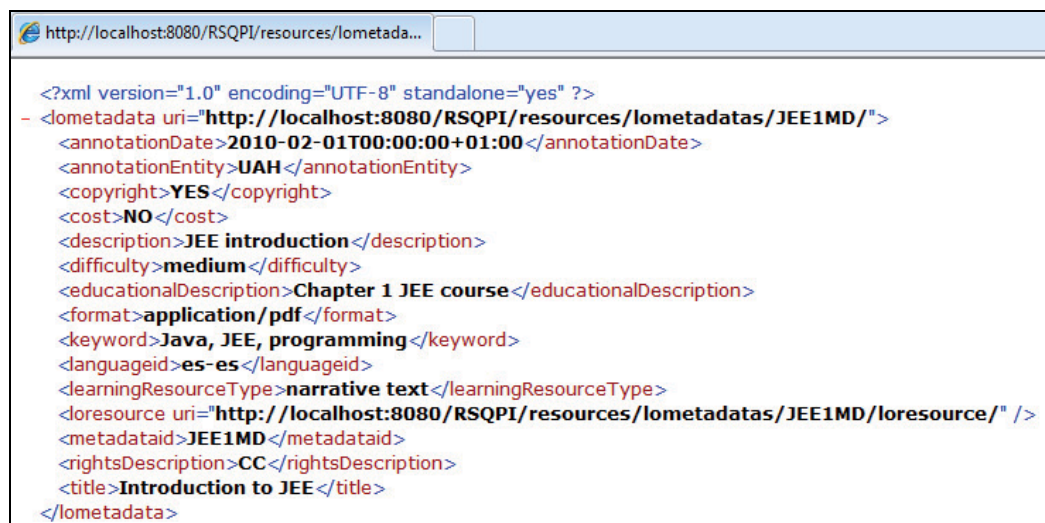 http://localhost:8080/RSQPI/resources/lometada...
<?xml version="1.0" encoding="UTF-8" standalone="yes" ?>
- <lometadata uri="http://localhost:8080/RSQPI/resources/lometadatas/JEE1MD/">
<annotationDate>2010-02-01T00:00:00+01:00</annotationDate>
<annotationEntity>UAH</annotationEntity>
<copyright>YES</copyright>
<cost>NO</cost>
<description>JEE introduction</description>
<difficulty>medium</difficulty>
<educationalDescription>Chapter 1 JEE course</educationalDescription>
<format>application/pdf</format>
<keyword>Java, JEE, programming</keyword>
<languageid>es-es</languageid>
<learningResourceType>narrative text</learningResourceType>
<loresource uri="http://localhost:8080/RSQPI/resources/lometadatas/JEE1MD/loresource/" />
<metadataid>JEE1MD</metadataid>
<rightsDescription>CC</rightsDescription>
<title>Introduction to JEE</title>
</lometadata>